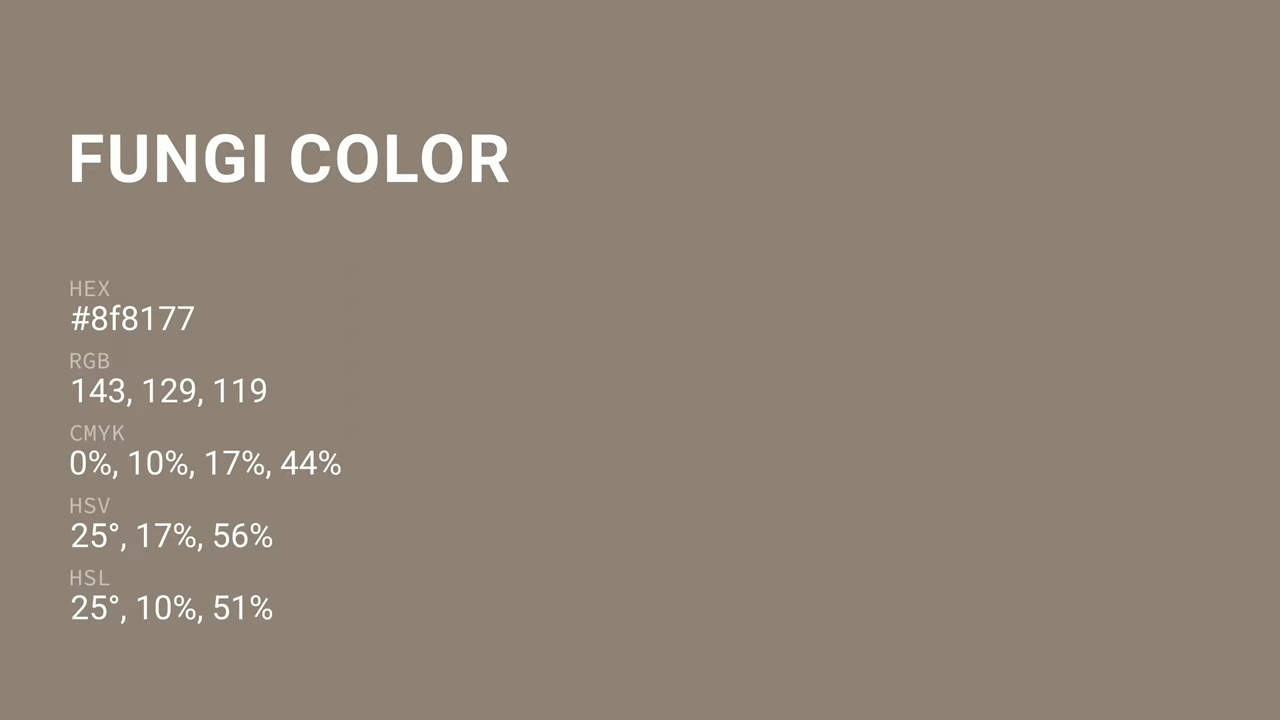 FUNGI COLOR
HEX
#8f8177
RGB
143, 129, 119
CMYK
0%, 10%, 17%, 44%
HSV
25°, 17%, 56%
HSL
25°, 10%, 51%